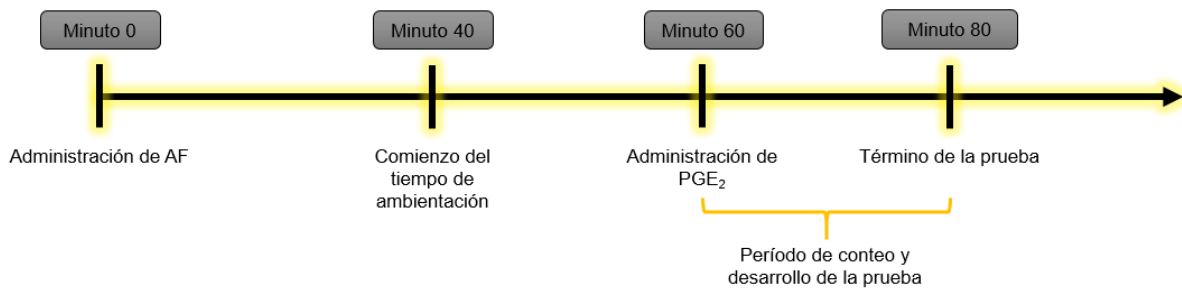 Minuto 0
Minuto 40
Minuto 60
Minuto 80
Administración de AF
Comienzo del
tiempo de
ambientación
Administración de
PGE₂
Término de la prueba
Período de conteo y
desarrollo de la prueba